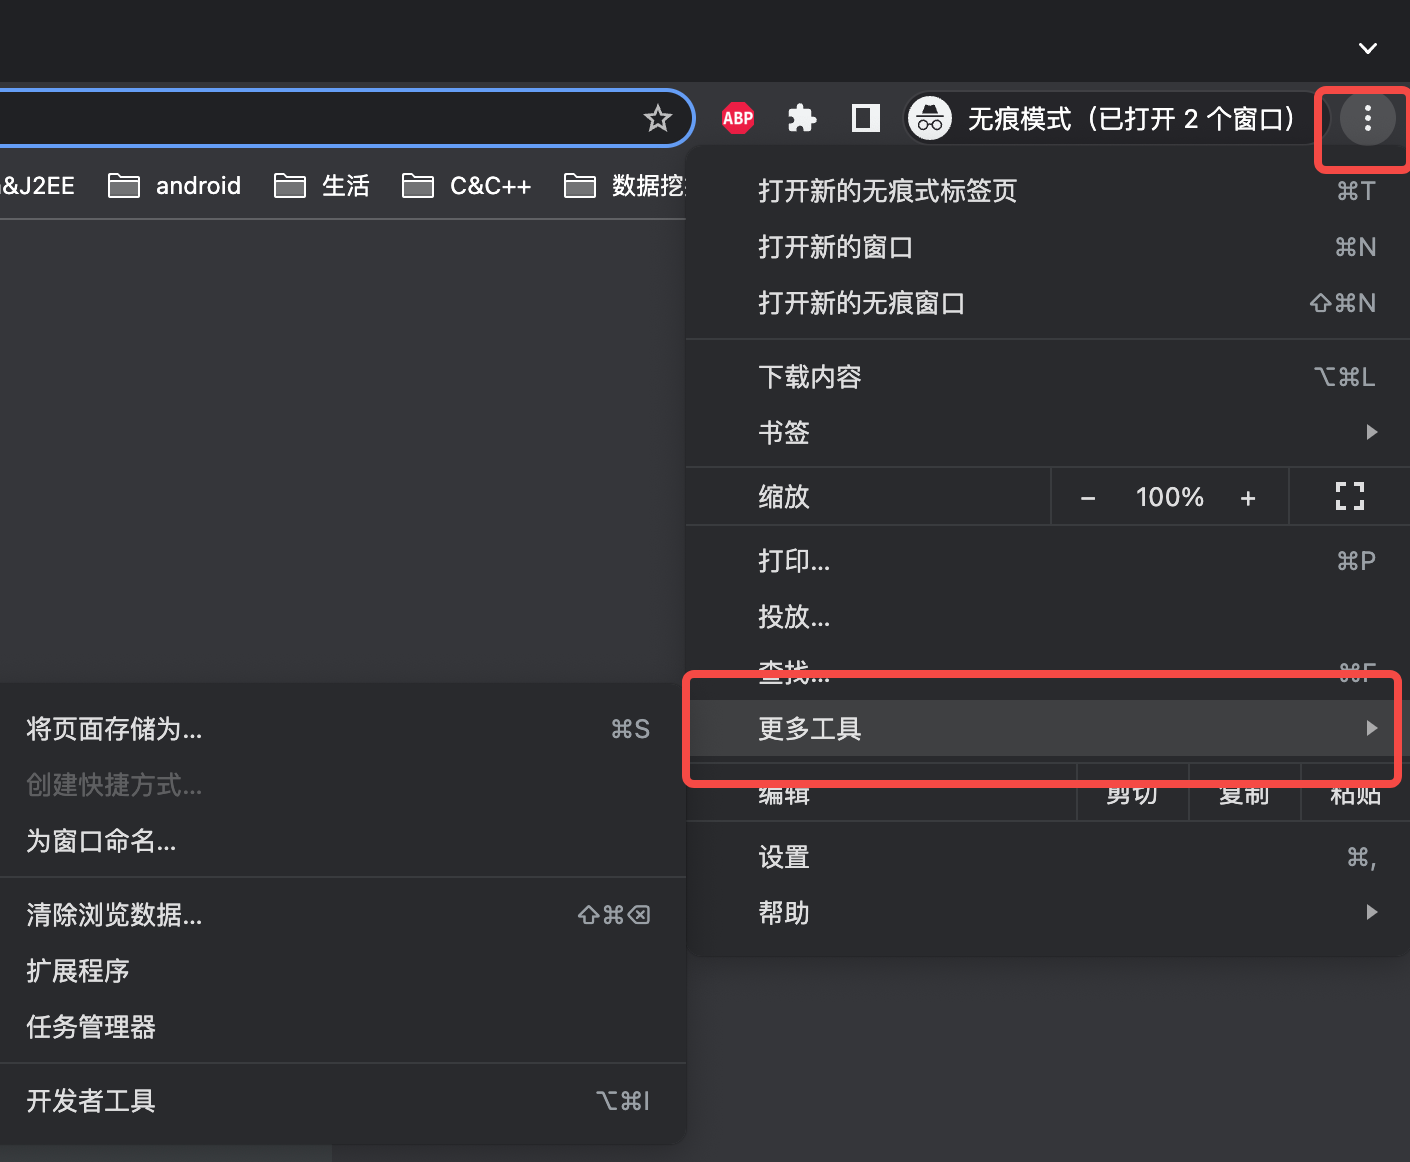 ABP
无痕模式（已打开 2 个窗口）
&J2EE
android
生活
C&C++
数据挖
打开新的无痕式标签页 ⌘T
打开新的窗口 ⌘N
打开新的无痕窗口 ⇧⌘N
下载内容 ⌥⌘L
书签
缩放 − 100% +
打印... ⌘P
投放...
查找... ⌘F
更多工具
编辑 剪切 复制 粘贴
设置 ⌘,
帮助
将页面存储为... ⌘S
创建快捷方式...
为窗口命名...
清除浏览数据... ⇧⌘⌫
扩展程序
任务管理器
开发者工具 ⌥⌘I